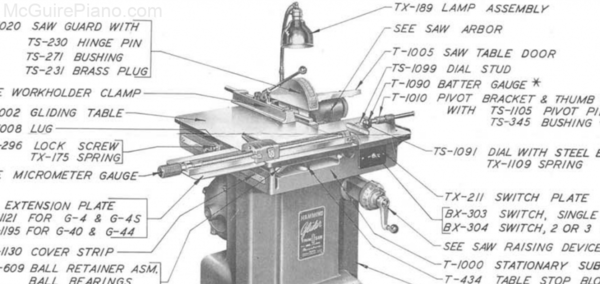 McGuirePiano.com
020 SAW GUARD WITH
TS-230 HINGE PIN
TS-271 BUSHING
TS-231 BRASS PLUG
E WORKHOLDER CLAMP
002 GLIDING TABLE
008 LUG
-296 LOCK SCREW
TX-175 SPRING
E MICROMETER GAUGE
EXTENSION PLATE
1121 FOR G-4 & G-4S
1195 FOR G-40 & G-44
1130 COVER STRIP
-609 BALL RETAINER ASM,
BALL BEARINGS
TX-189 LAMP ASSEMBLY
SEE SAW ARBOR
T-1005 SAW TABLE DOOR
TS-1099 DIAL STUD
T-1090 BATTER GAUGE *
T-1010 PIVOT BRACKET & THUMB
WITH TS-1105 PIVOT PI
TS-345 BUSHING
TS-1091 DIAL WITH STEEL B
TX-1109 SPRING
TX-211 SWITCH PLATE
BX-303 SWITCH, SINGLE
BX-304 SWITCH, 2 OR 3
SEE SAW RAISING DEVICE
T-1000 STATIONARY SUB
T-434 TABLE STOP BLO
HAMMOND
Glider